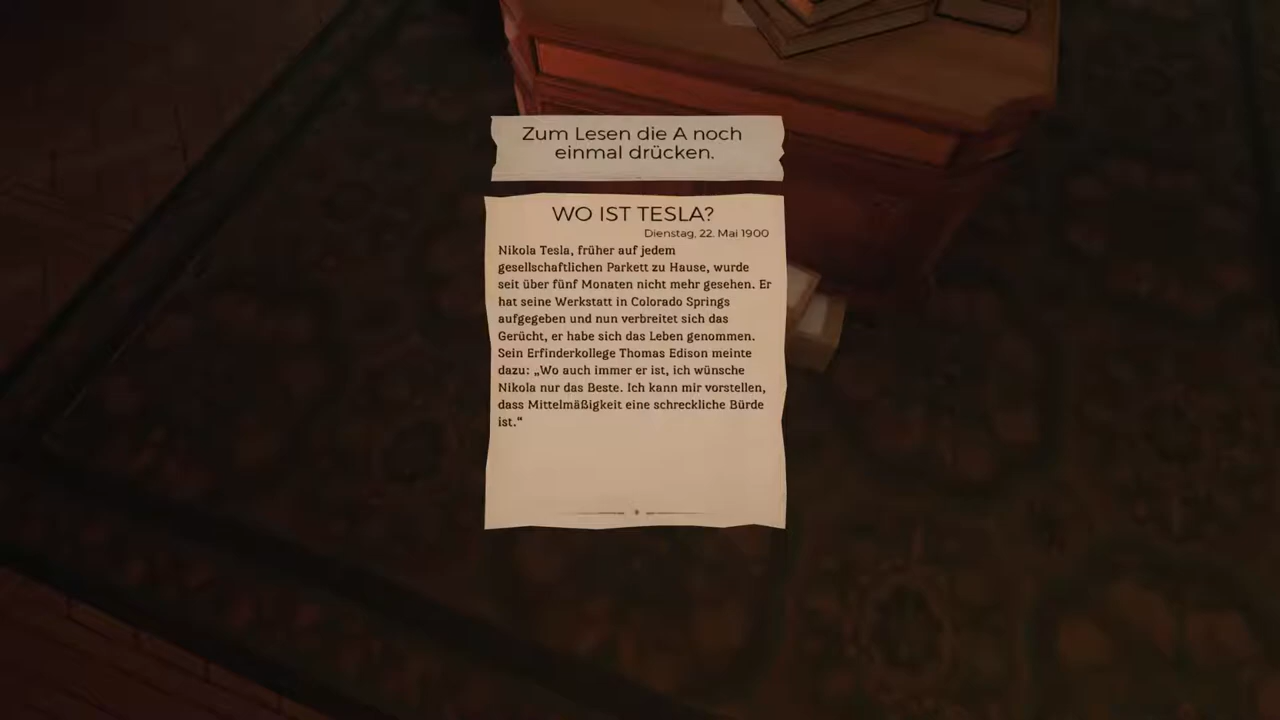 Zum Lesen die A noch
einmal drücken.
WO IST TESLA?
Dienstag, 22. Mai 1900
Nikola Tesla, früher auf jedem
gesellschaftlichen Parkett zu Hause, wurde
seit über fünf Monaten nicht mehr gesehen. Er
hat seine Werkstatt in Colorado Springs
aufgegeben und nun verbreitet sich das
Gerücht, er habe sich das Leben genommen.
Sein Erfinderkollege Thomas Edison meinte
dazu: „Wo auch immer er ist, ich wünsche
Nikola nur das Beste. Ich kann mir vorstellen,
dass Mittelmäßigkeit eine schreckliche Bürde
ist.“